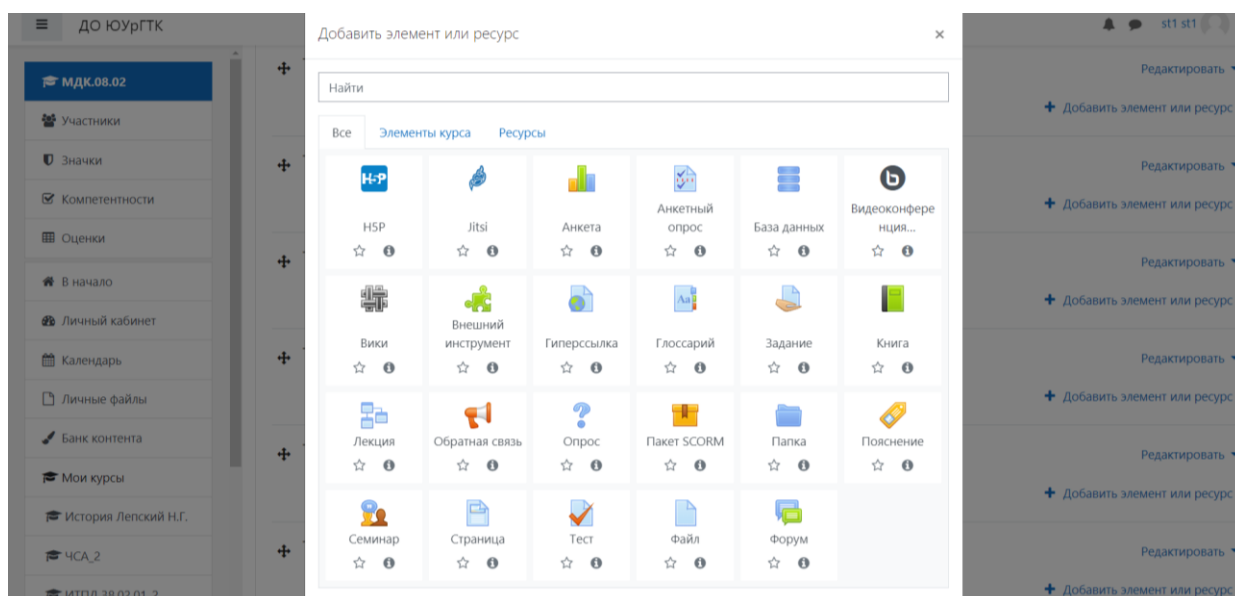 ДО ЮУрГТК
st1 st1
МДК.08.02
Участники
Значки
Компетентности
Оценки
В начало
Личный кабинет
Календарь
Личные файлы
Банк контента
Мои курсы
История Лепский Н.Г.
ЧСА_2
Добавить элемент или ресурс
×
Найти
Все Элементы курса Ресурсы
H5P
H5P
Jitsi
Анкета
Анкетный
опрос
База данных
b
Видеоконфере
нция...
Вики
Внешний
инструмент
Гиперссылка
Aa
Глоссарий
Задание
Книга
Лекция
Обратная связь
Опрос
Пакет SCORM
Папка
Пояснение
Семинар
Страница
Тест
Файл
Форум
Редактировать
Добавить элемент или ресурс
Редактировать
Добавить элемент или ресурс
Редактировать
Добавить элемент или ресурс
Редактировать
Добавить элемент или ресурс
Редактировать
Добавить элемент или ресурс
Редактировать
Добавить элемент или ресурс